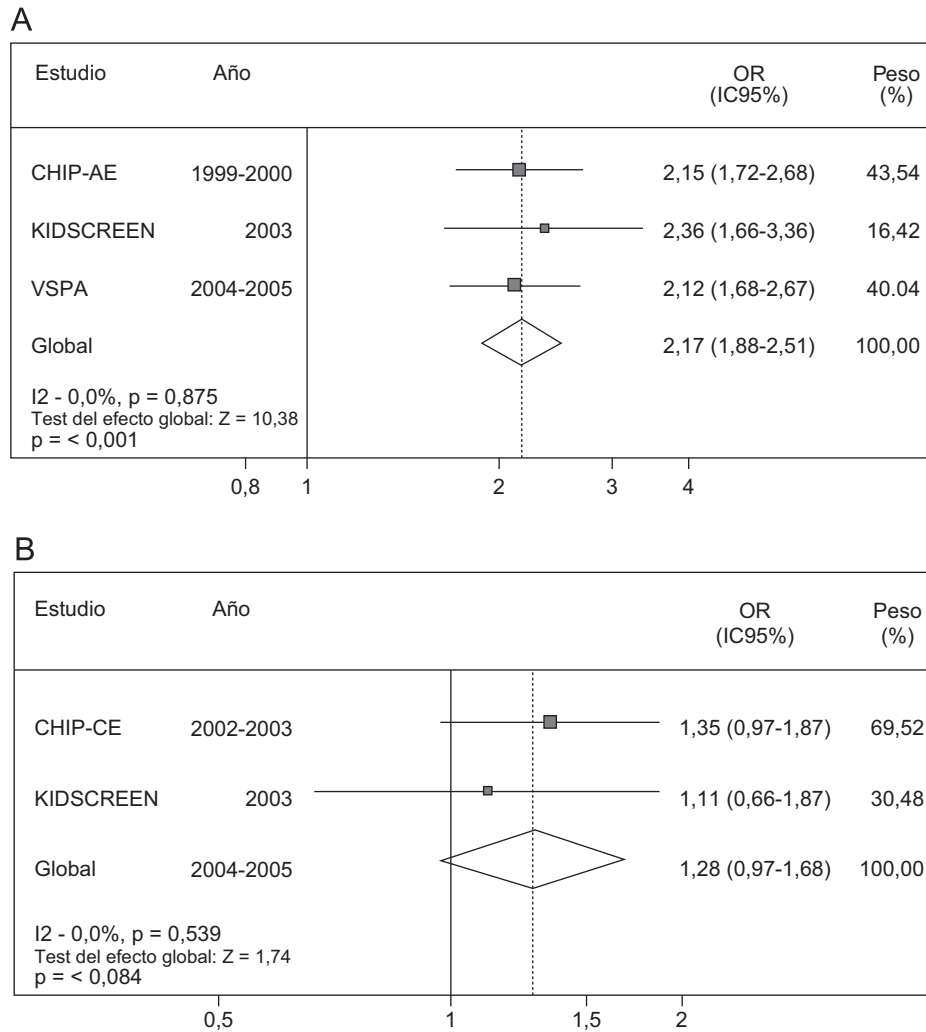 A
Estudio Año OR Peso
(IC95%) (%)
CHIP-AE 1999-2000 2,15 (1,72-2,68) 43,54
KIDSCREEN 2003 2,36 (1,66-3,36) 16,42
VSPA 2004-2005 2,12 (1,68-2,67) 40.04
Global 2,17 (1,88-2,51) 100,00
I2 - 0,0%, p = 0,875
Test del efecto global: Z = 10,38
p = < 0,001
0,8 1 2 3 4
B
Estudio Año OR Peso
(IC95%) (%)
CHIP-CE 2002-2003 1,35 (0,97-1,87) 69,52
KIDSCREEN 2003 1,11 (0,66-1,87) 30,48
Global 2004-2005 1,28 (0,97-1,68) 100,00
I2 - 0,0%, p = 0,539
Test del efecto global: Z = 1,74
p = < 0,084
0,5 1 1,5 2